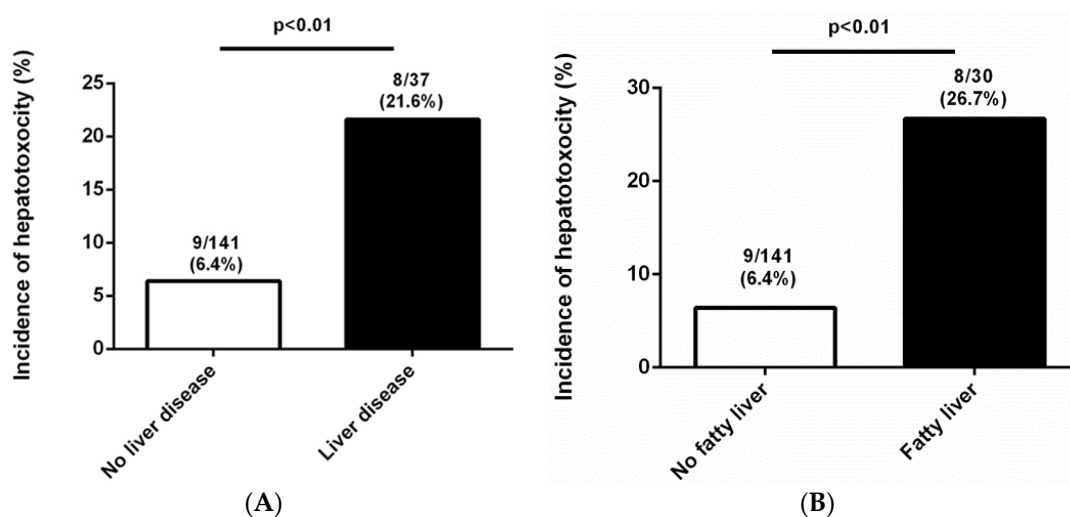 p<0.01
Incidence of hepatotoxocity (%)
25
20
15
10
5
0
9/141
(6.4%)
8/37
(21.6%)
No liver disease
Liver disease
(A)
p<0.01
Incidence of hepatotoxocity (%)
30
20
10
0
9/141
(6.4%)
8/30
(26.7%)
No fatty liver
Fatty liver
(B)